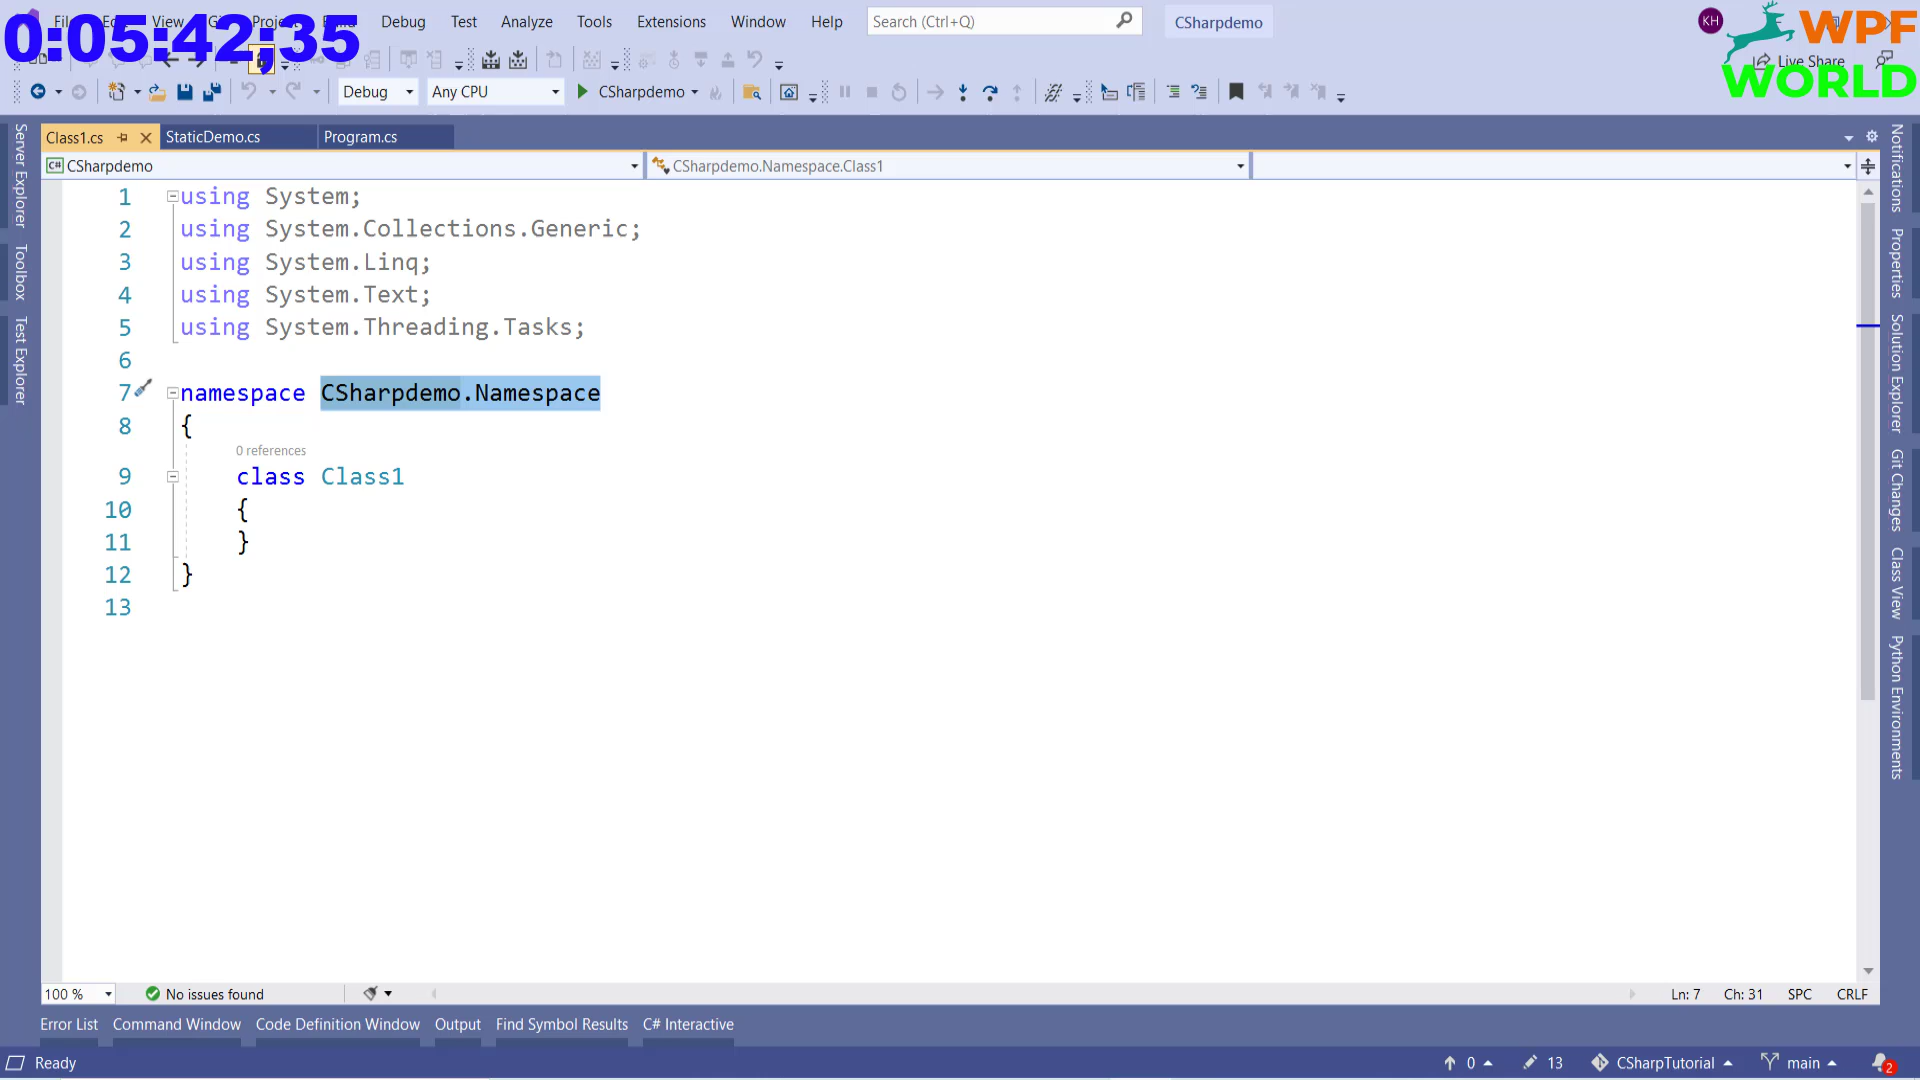 0:05:42;35
Debug Test Analyze Tools Extensions Window Help Search (Ctrl+Q) CSharpdemo KH
WPF
WORLD
Live Share
Debug Any CPU CSharpdemo
Class1.cs StaticDemo.cs Program.cs
C# CSharpdemo CSharpdemo.Namespace.Class1
1 using System;
2 using System.Collections.Generic;
3 using System.Linq;
4 using System.Text;
5 using System.Threading.Tasks;
6
7 namespace CSharpdemo.Namespace
8 {
0 references
9 class Class1
10 {
11 }
12 }
13
100 % No issues found Ln: 7 Ch: 31 SPC CRLF
Error List Command Window Code Definition Window Output Find Symbol Results C# Interactive
Ready 0 13 CSharpTutorial main 2
Server Explorer
Toolbox
Test Explorer
Notifications
Properties
Solution Explorer
Git Changes
Class View
Python Environments